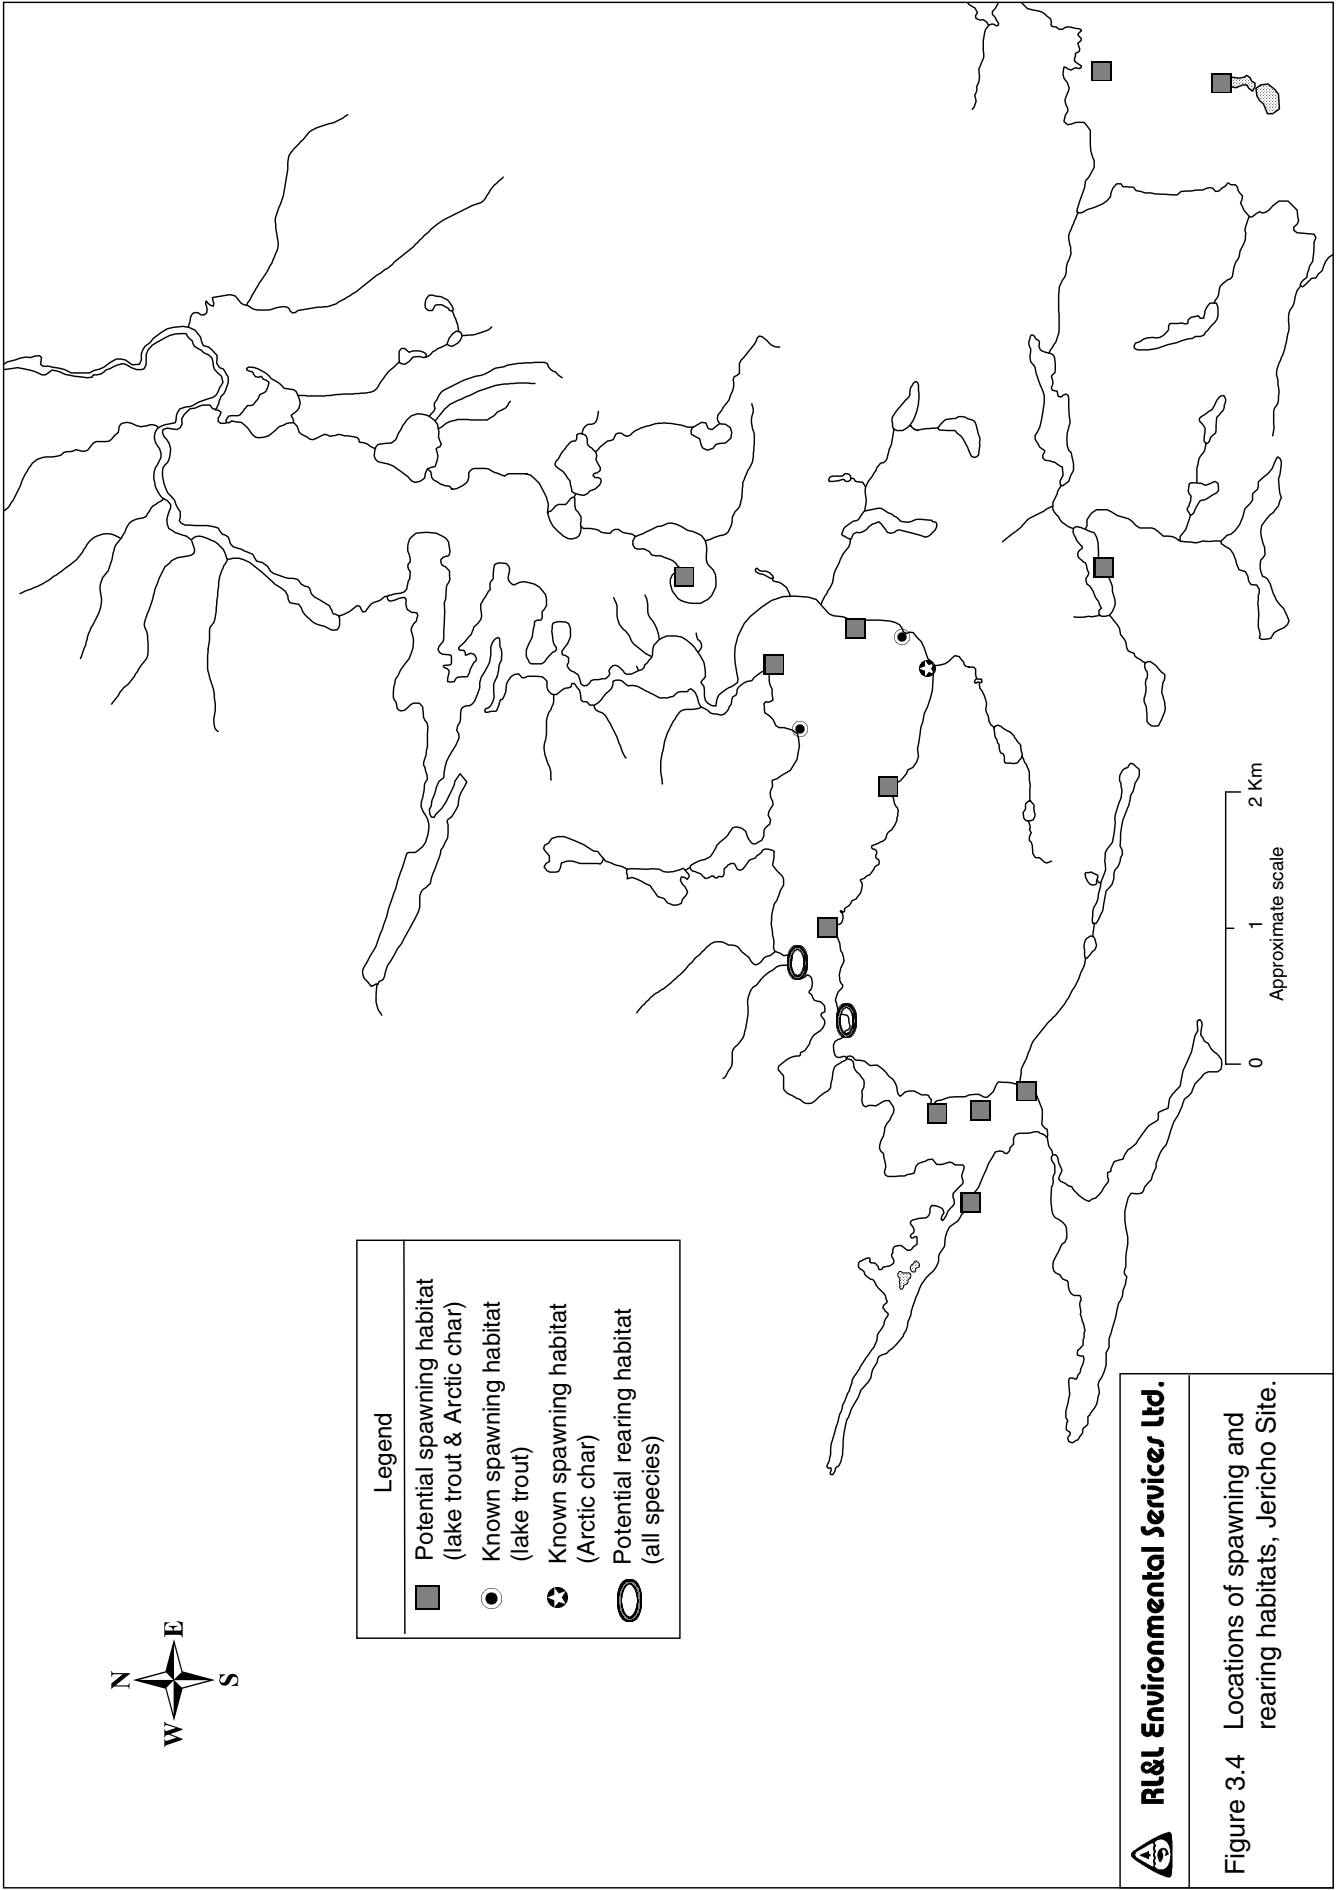 N
W
E
S
Legend
Potential spawning habitat
(lake trout & Arctic char)
Known spawning habitat
(lake trout)
Known spawning habitat
(Arctic char)
Potential rearing habitat
(all species)
0
1
2 Km
Approximate scale
RL&L Environmental Services Ltd.
Figure 3.4 Locations of spawning and
rearing habitats, Jericho Site.